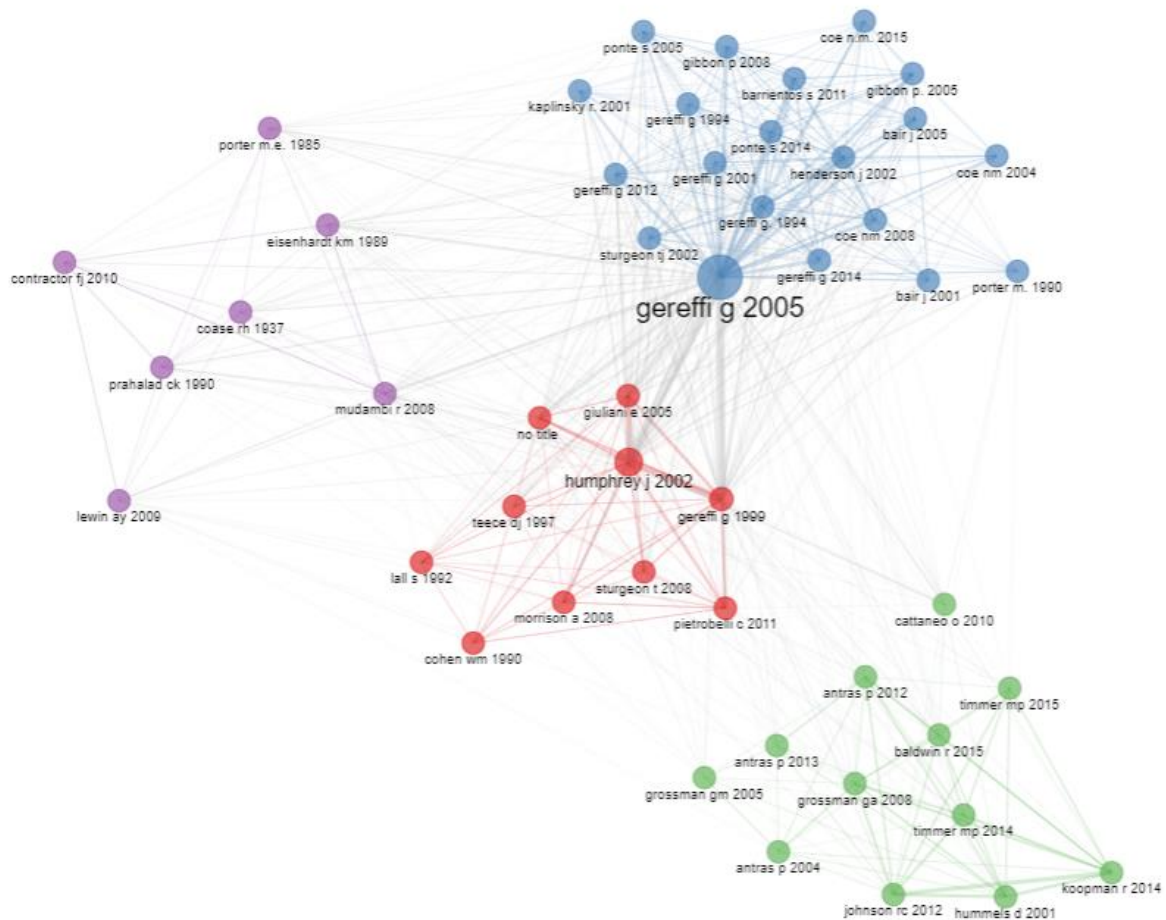 coe n.m. 2015
ponte s 2005
gibbon p 2008
gibbon p. 2005
barrientos s 2011
kaplinsky r. 2001
gereffi g 1994
bair j 2005
porter m.e. 1985
ponte s 2014
henderson j 2002
coe nm 2004
gereffi g 2001
gereffi g 2012
gereffi g. 1994
eisenhardt km 1989
coe nm 2008
sturgeon tj 2002
contractor fj 2010
gereffi g 2014
porter m. 1990
bair j 2001
gereffi g 2005
coase rh 1937
prahalad ck 1990
mudambi r 2008
giuliani e 2005
no title
humphrey j 2002
lewin ay 2009
gereffi g 1999
teece dj 1997
lall s 1992
sturgeon t 2008
morrison a 2008
pietrobelli c 2011
cattaneo o 2010
cohen wm 1990
antras p 2012
timmer mp 2015
baldwin r 2015
antras p 2013
grossman gm 2005
grossman ga 2008
timmer mp 2014
antras p 2004
koopman r 2014
johnson rc 2012
hummels d 2001